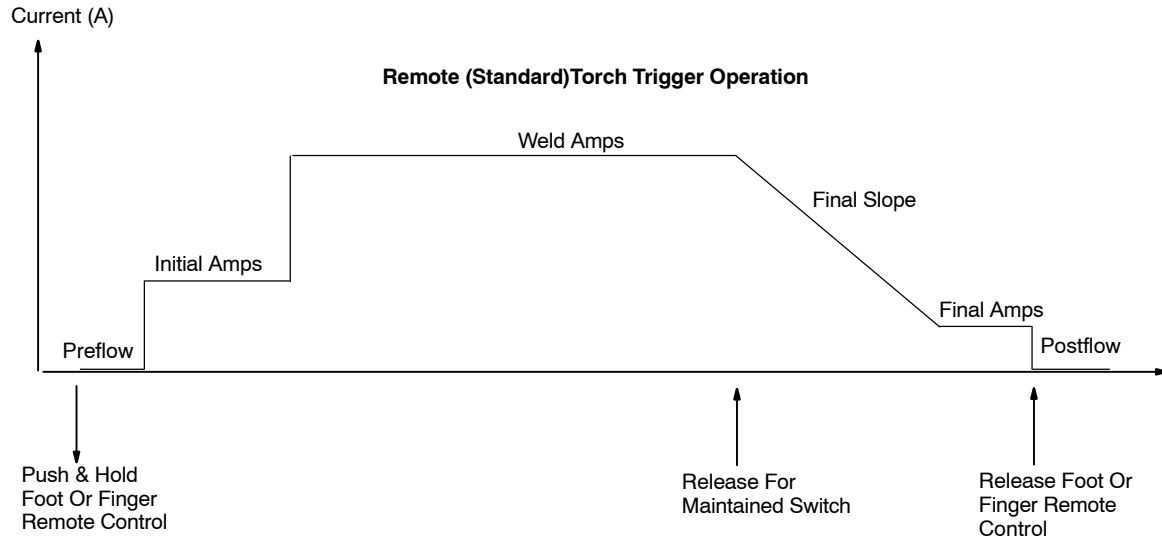 Current (A)
Remote (Standard)Torch Trigger Operation
Weld Amps
Final Slope
Initial Amps
Final Amps
Preflow
Postflow
Push & Hold
Foot Or Finger
Remote Control
Release For
Maintained Switch
Release Foot Or
Finger Remote
Control